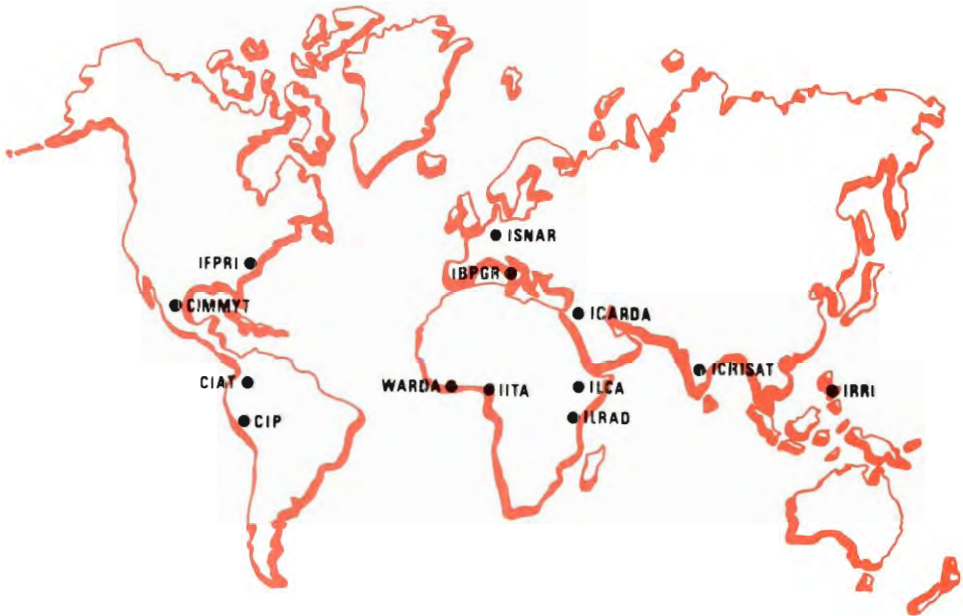 ISNAR
IFPRI
IBPGR
CIMMYT
ICARDA
ICRISAT
CIAT
WARDA
IITA
ILCA
IRRI
CIP
ILRAD